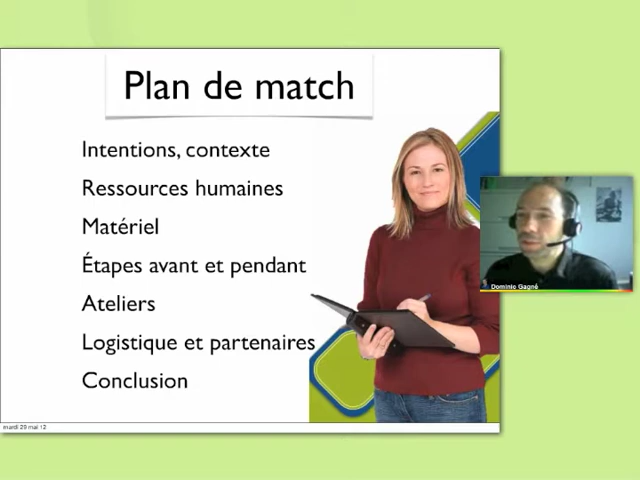 Plan de match
Intentions, contexte
Ressources humaines
Matériel
Étapes avant et pendant
Ateliers
Logistique et partenaires
Conclusion
Dominic Gagné
mardi 29 mai 12